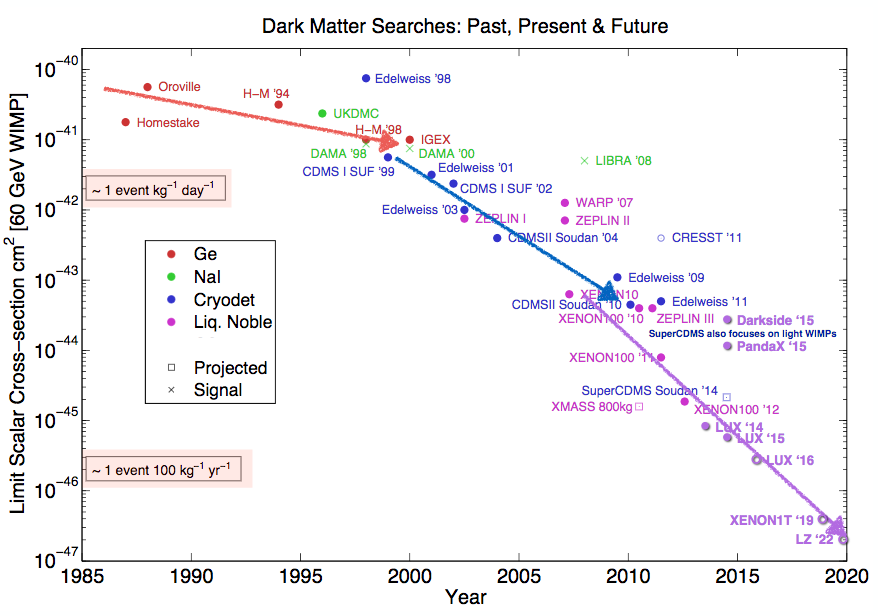 Dark Matter Searches: Past, Present & Future
Limit Scalar Cross−section cm² [60 GeV WIMP]
10⁻⁴⁰
10⁻⁴¹
10⁻⁴²
10⁻⁴³
10⁻⁴⁴
10⁻⁴⁵
10⁻⁴⁶
10⁻⁴⁷
Oroville
Homestake
H−M '94
Edelweiss '98
UKDMC
H−M '98
IGEX
DAMA '98
DAMA '00
LIBRA '08
CDMS I SUF '99
Edelweiss '01
CDMS I SUF '02
~ 1 event kg⁻¹ day⁻¹
Edelweiss '03
ZEPLIN I
WARP '07
ZEPLIN II
CDMSII Soudan '04
CRESST '11
Ge
NaI
Cryodet
Liq. Noble
Projected
Signal
Edelweiss '09
XENON10
CDMSII Soudan '10
Edelweiss '11
XENON100 '10
ZEPLIN III
Darkside '15
SuperCDMS also focuses on light WIMPs
PandaX '15
XENON100 '11
SuperCDMS Soudan '14
XMASS 800kg
XENON100 '12
LUX '14
LUX '15
LUX '16
~ 1 event 100 kg⁻¹ yr⁻¹
XENON1T '19
LZ '22
1985
1990
1995
2000
2005
2010
2015
2020
Year